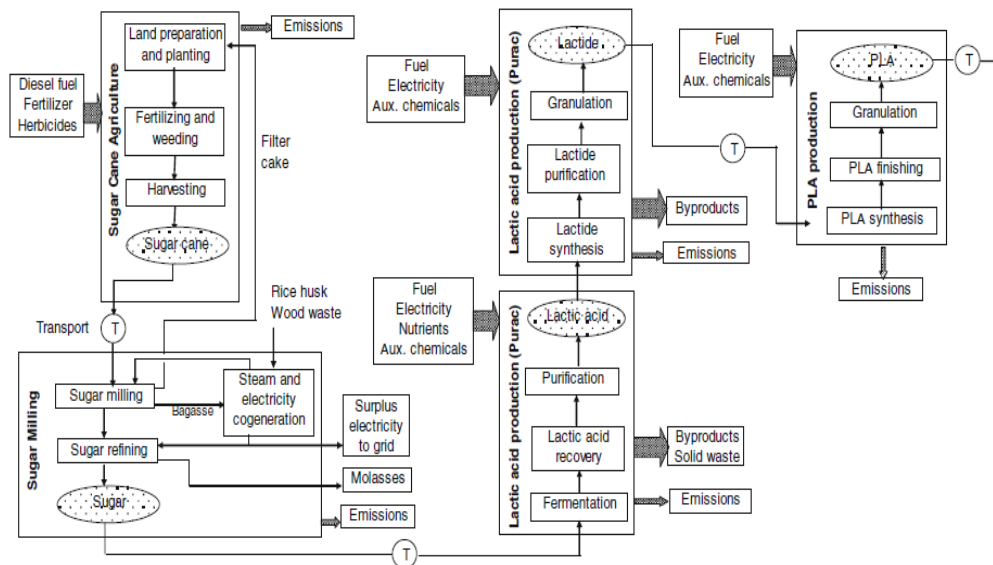 Sugar Cane Agriculture
Land preparation
and planting
Emissions
Diesel fuel
Fertilizer
Herbicides
Fertilizing and
weeding
Filter
cake
Harvesting
Sugar cane
Transport
T
Rice husk
Wood waste
Sugar Milling
Sugar milling
Bagasse
Steam and
electricity
cogeneration
Surplus
electricity
to grid
Sugar refining
Molasses
Sugar
Emissions
T
Lactic acid production (Purac)
Fuel
Electricity
Nutrients
Aux. chemicals
Lactic acid
Purification
Lactic acid
recovery
Byproducts
Solid waste
Fermentation
Emissions
Lactic acid production (Purac)
Fuel
Electricity
Aux. chemicals
Lactide
Granulation
Lactide
purification
Byproducts
Lactide
synthesis
Emissions
T
PLA production
Fuel
Electricity
Aux. chemicals
PLA
T
Granulation
PLA finishing
PLA synthesis
Emissions